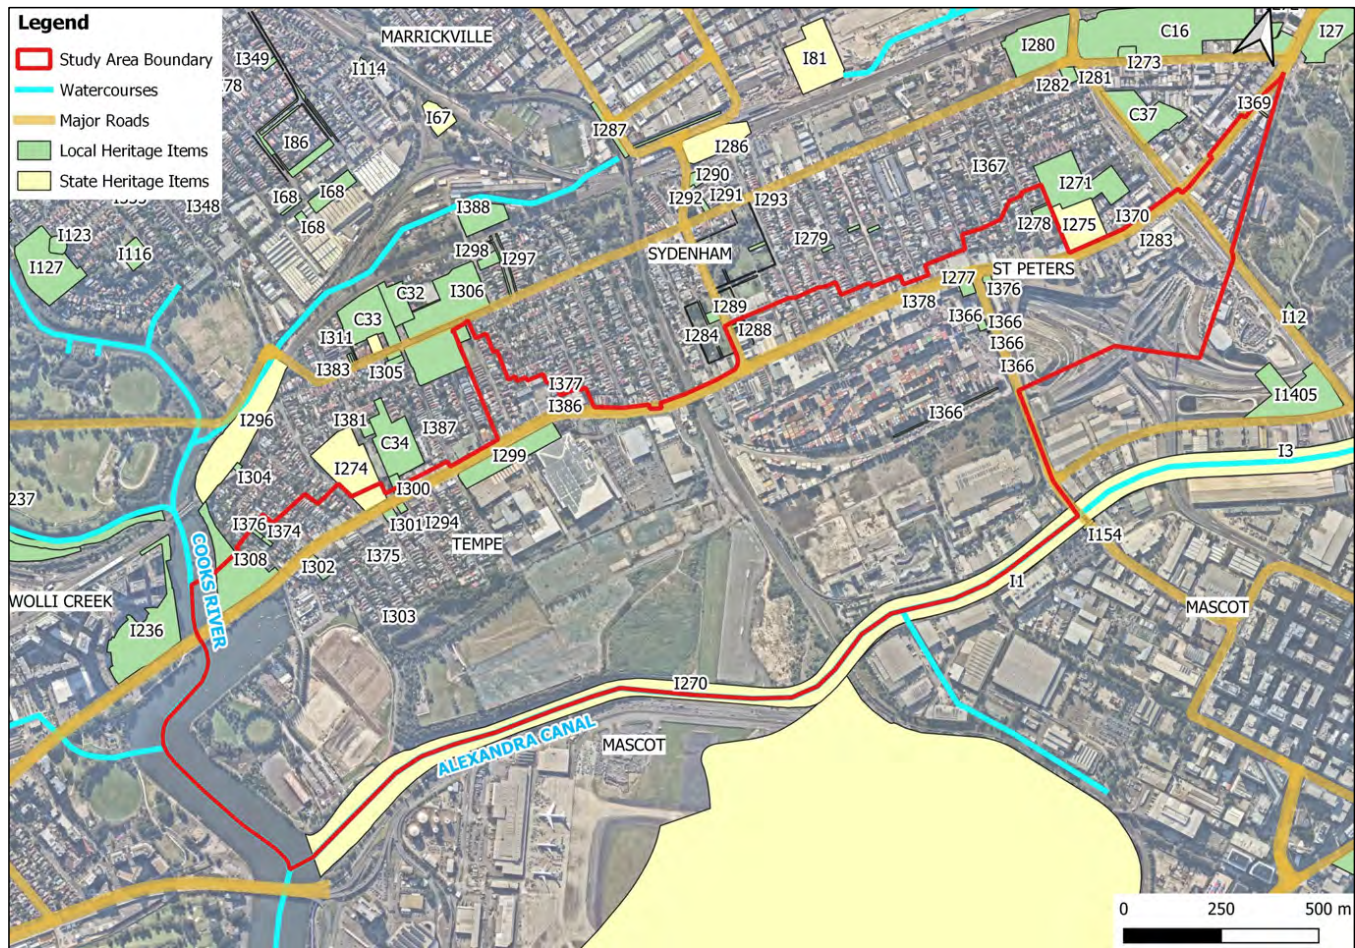 Legend
Study Area Boundary
Watercourses
Major Roads
Local Heritage Items
State Heritage Items
MARRICKVILLE
I349
I114
I67
I86
I68
I68
I68
I348
I123
I116
I127
I81
I280
C16
I27
I273
I281
I282
C37
I369
I287
I286
I290
I291
I292
I293
I367
I271
I278
I275
I370
I283
I279
SYDENHAM
ST PETERS
I277
I376
I378
I366
I366
I366
I366
I366
I12
I1405
I388
I298
I297
C32
I306
C33
I311
I383
I305
I289
I288
I284
I377
I386
I381
C34
I387
I299
I296
I274
I304
I300
I301
I294
I376
I374
I308
I302
I375
TEMPE
I303
237
COOKS RIVER
WOLLI CREEK
I236
I3
I154
I1
MASCOT
I270
ALEXANDRA CANAL
MASCOT
0 250 500 m